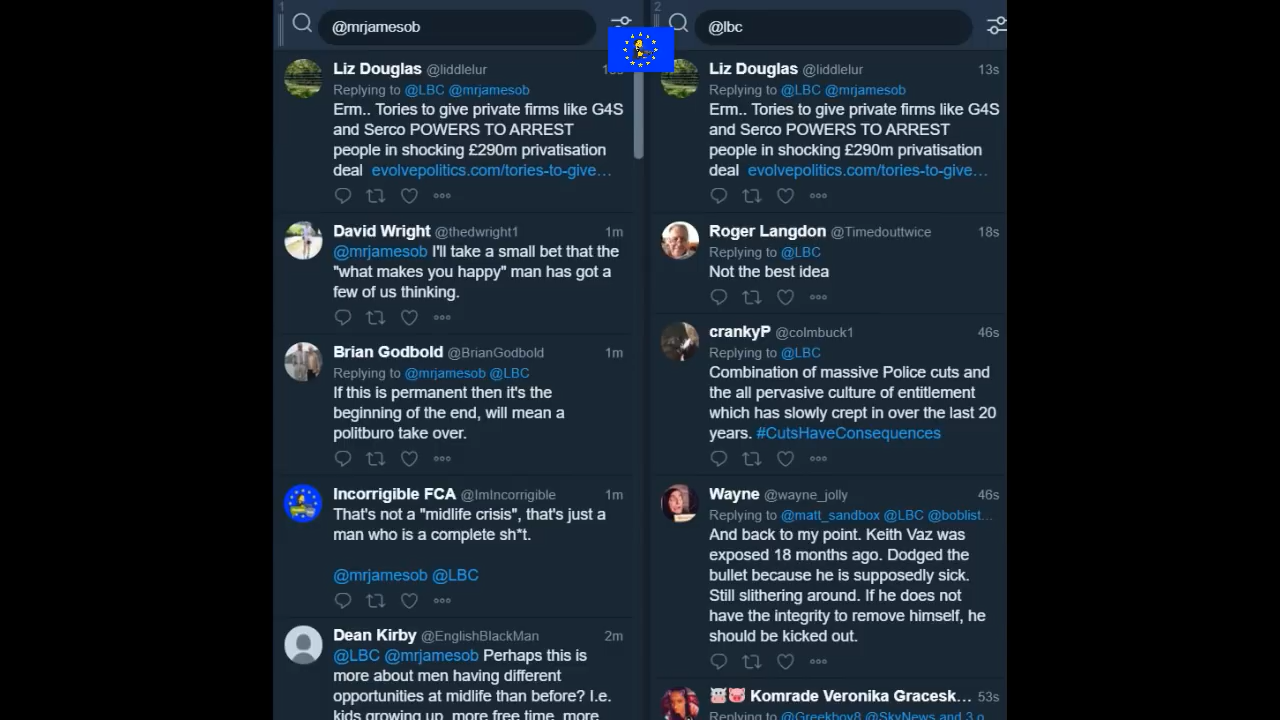 1
@mrjamesob
Liz Douglas @liddlelur
Replying to @LBC @mrjamesob
Erm.. Tories to give private firms like G4S
and Serco POWERS TO ARREST
people in shocking £290m privatisation
deal evolvepolitics.com/tories-to-give…
David Wright @thedwright1 1m
@mrjamesob I'll take a small bet that the
"what makes you happy" man has got a
few of us thinking.
Brian Godbold @BrianGodbold 1m
Replying to @mrjamesob @LBC
If this is permanent then it's the
beginning of the end, will mean a
politburo take over.
Incorrigible FCA @ImIncorrigible 1m
That's not a "midlife crisis", that's just a
man who is a complete sh*t.
@mrjamesob @LBC
Dean Kirby @EnglishBlackMan 2m
@LBC @mrjamesob Perhaps this is
more about men having different
opportunities at midlife than before? I.e.
kids growing up, more free time, more
2
@lbc
Liz Douglas @liddlelur 13s
Replying to @LBC @mrjamesob
Erm.. Tories to give private firms like G4S
and Serco POWERS TO ARREST
people in shocking £290m privatisation
deal evolvepolitics.com/tories-to-give…
Roger Langdon @Timedouttwice 18s
Replying to @LBC
Not the best idea
crankyP @colmbuck1 46s
Replying to @LBC
Combination of massive Police cuts and
the all pervasive culture of entitlement
which has slowly crept in over the last 20
years. #CutsHaveConsequences
Wayne @wayne_jolly 46s
Replying to @matt_sandbox @LBC @boblist…
And back to my point. Keith Vaz was
exposed 18 months ago. Dodged the
bullet because he is supposedly sick.
Still slithering around. If he does not
have the integrity to remove himself, he
should be kicked out.
🐮🐷 Komrade Veronika Gracesk… 53s
Replying to @Greekboy8 @SkyNews and 3 o